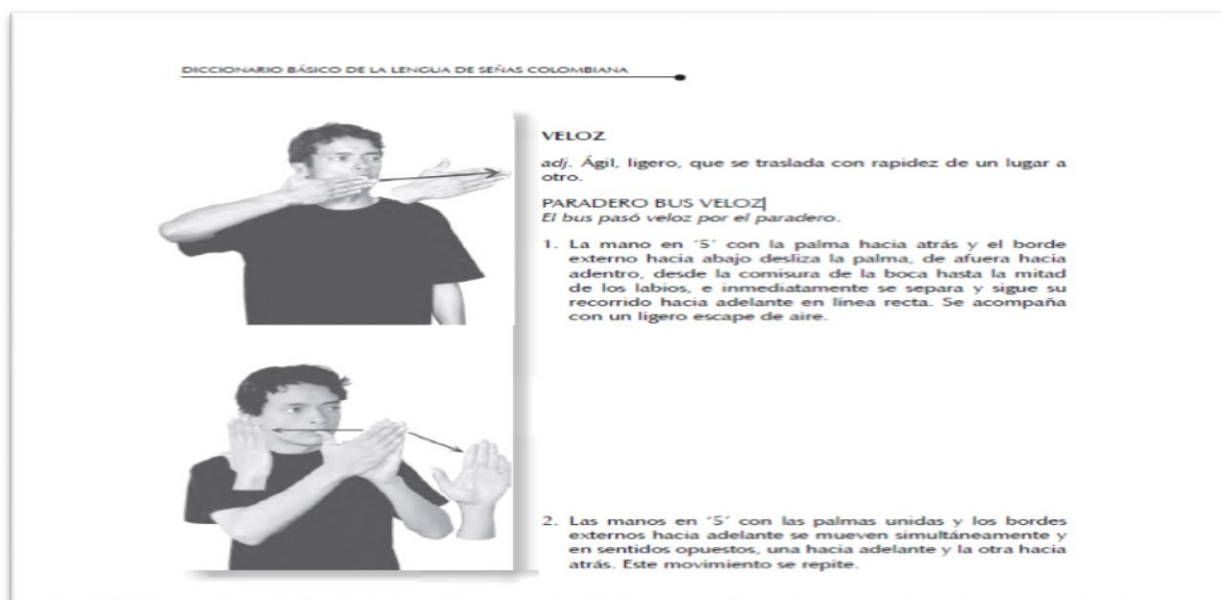 DICCIONARIO BÁSICO DE LA LENGUA DE SEÑAS COLOMBIANA
VELOZ
adj. Ágil, ligero, que se traslada con rapidez de un lugar a
otro.
PARADERO BUS VELOZ
El bus pasó veloz por el paradero.
1. La mano en ‘5’ con la palma hacia atrás y el borde
externo hacia abajo desliza la palma, de afuera hacia
adentro, desde la comisura de la boca hasta la mitad
de los labios, e inmediatamente se separa y sigue su
recorrido hacia adelante en línea recta. Se acompaña
con un ligero escape de aire.
2. Las manos en ‘5’ con las palmas unidas y los bordes
externos hacia adelante se mueven simultáneamente y
en sentidos opuestos, una hacia adelante y la otra hacia
atrás. Este movimiento se repite.